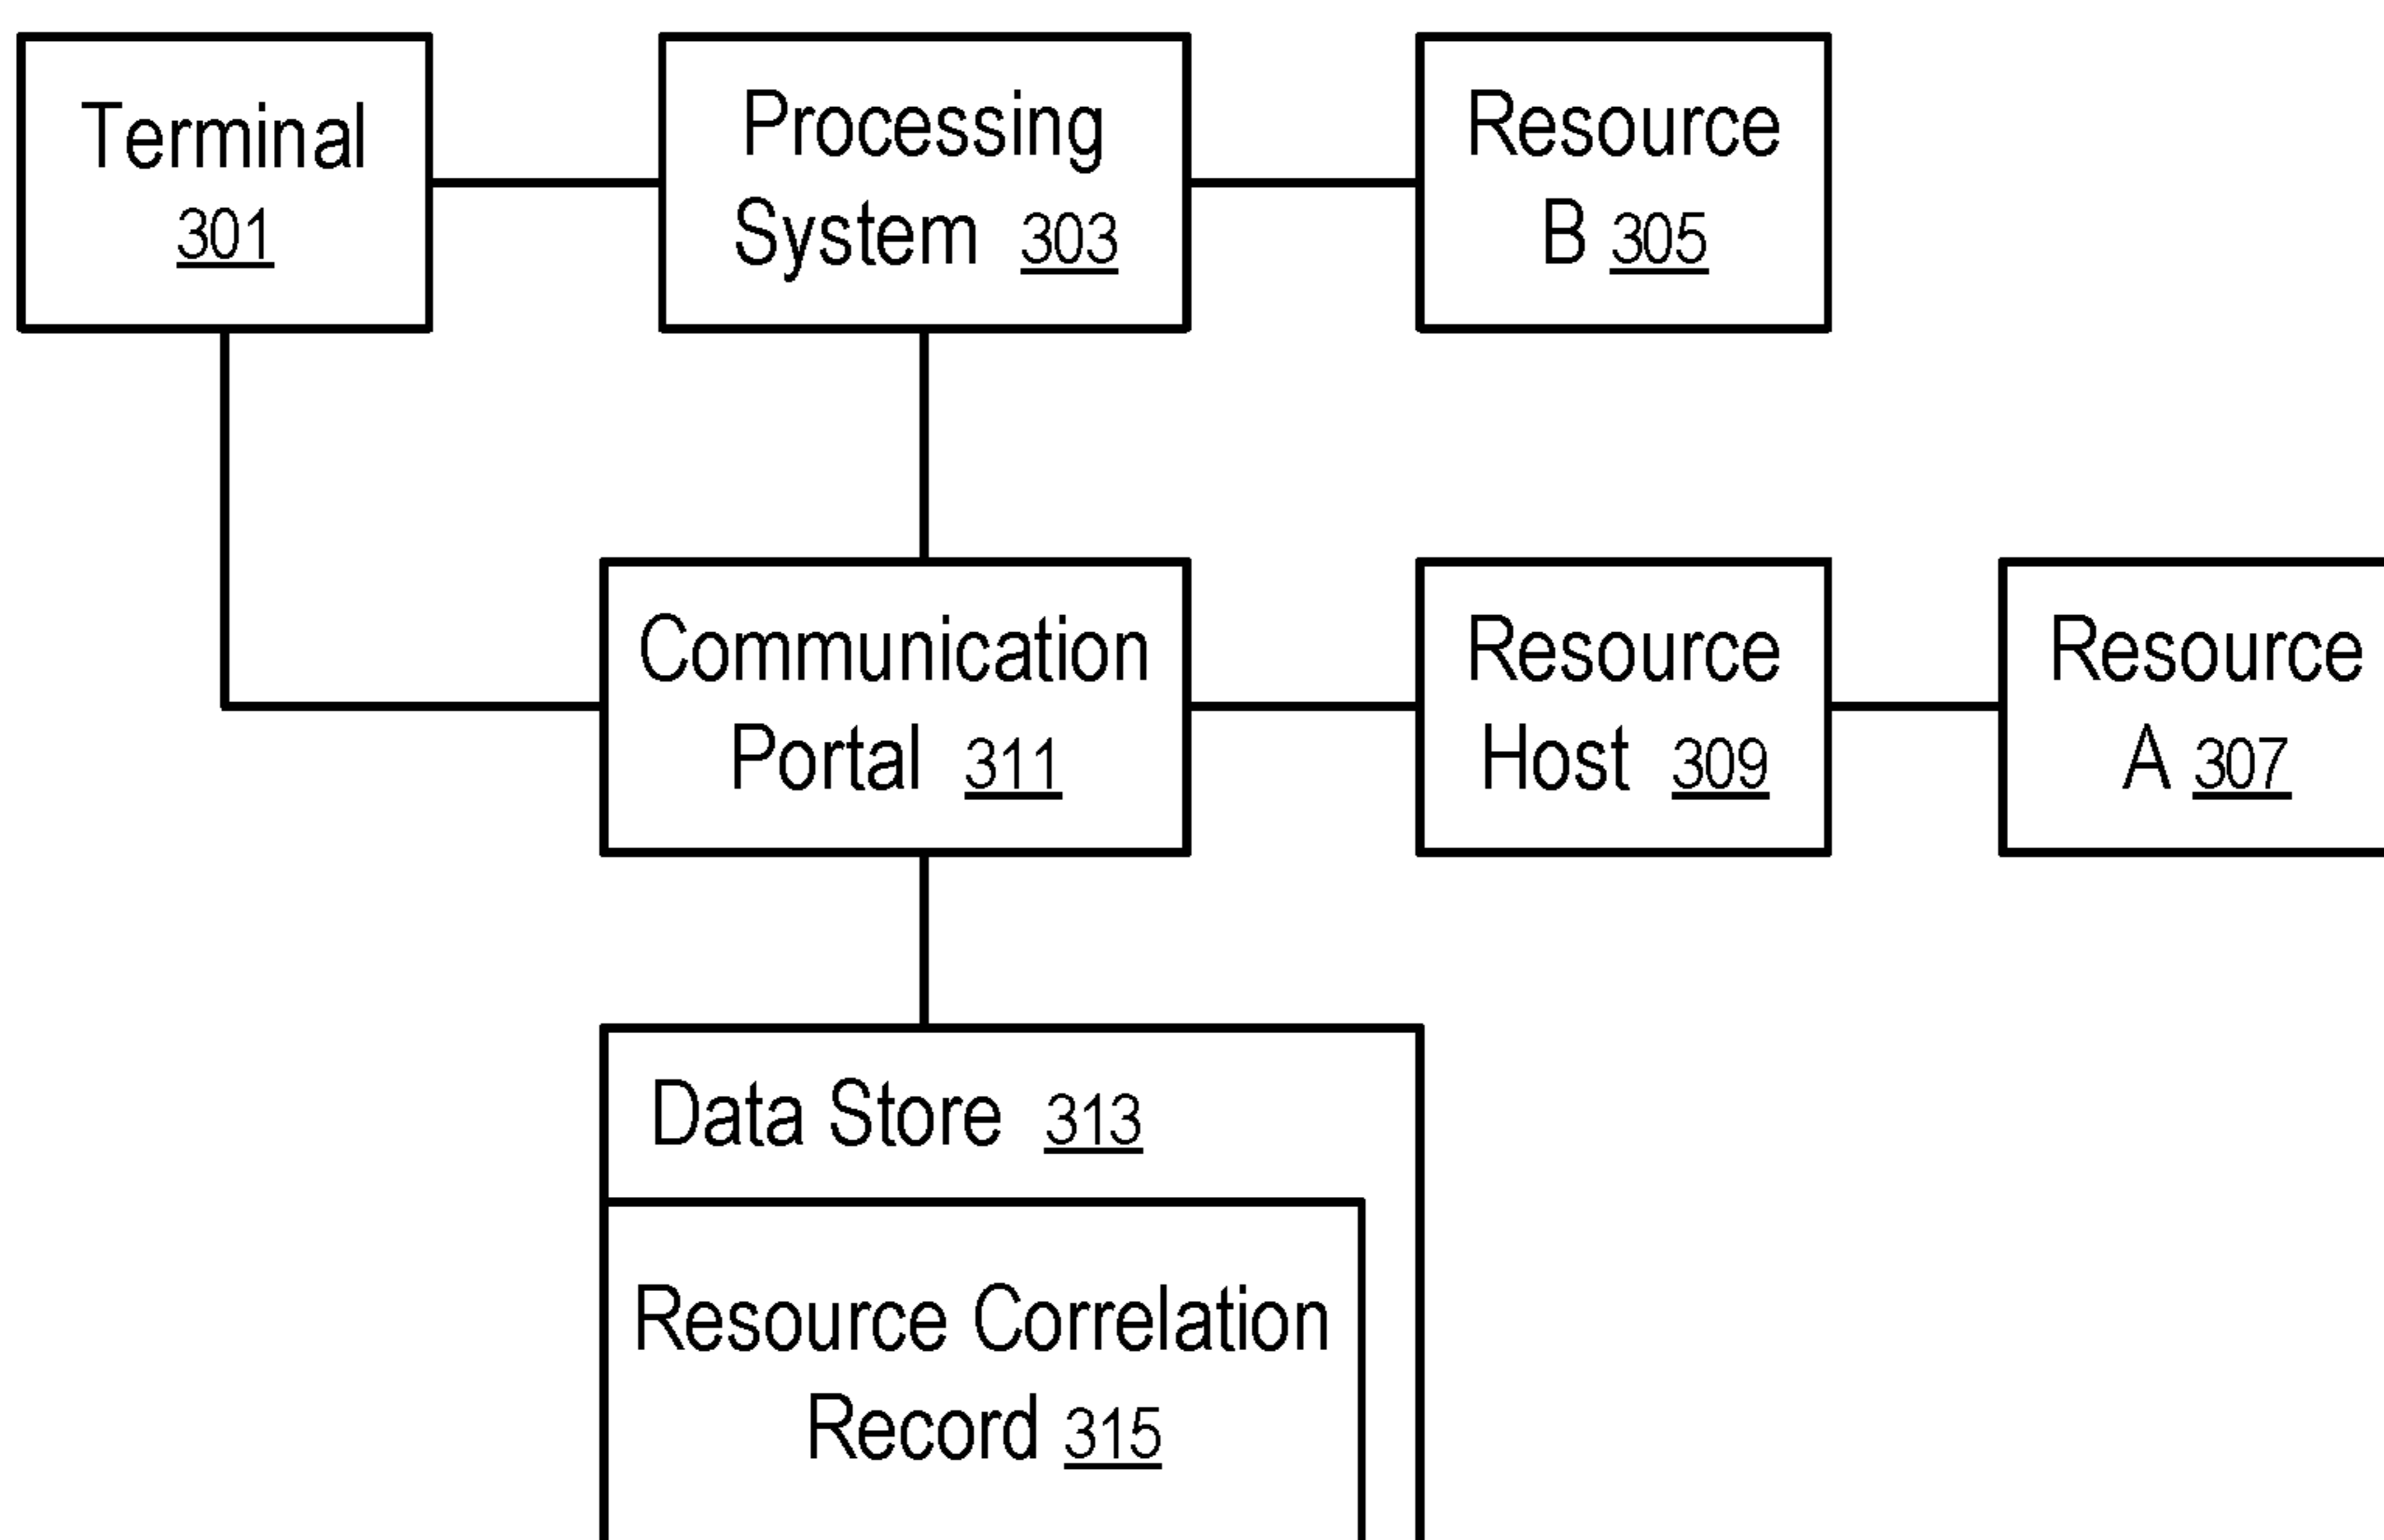 Terminal
301
Processing
System 303
Resource
B 305
Communication
Portal 311
Resource
Host 309
Resource
A 307
Data Store 313
Resource Correlation
Record 315